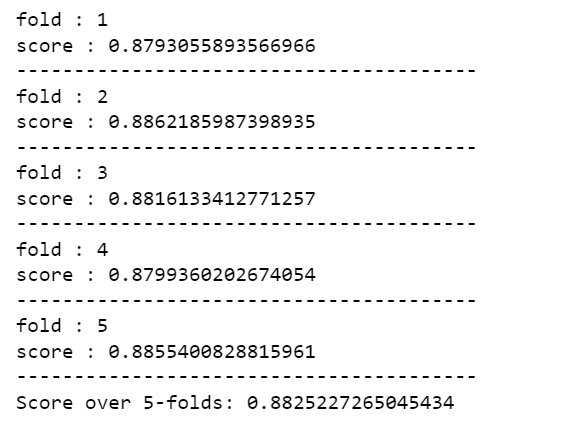 fold : 1
score : 0.8793055893566966
----------------------------------------
fold : 2
score : 0.8862185987398935
----------------------------------------
fold : 3
score : 0.8816133412771257
----------------------------------------
fold : 4
score : 0.8799360202674054
----------------------------------------
fold : 5
score : 0.8855400828815961
----------------------------------------
Score over 5-folds: 0.8825227265045434